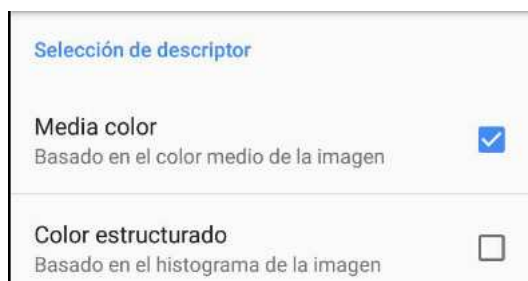 Selección de descriptor
Media color
Basado en el color medio de la imagen
Color estructurado
Basado en el histograma de la imagen